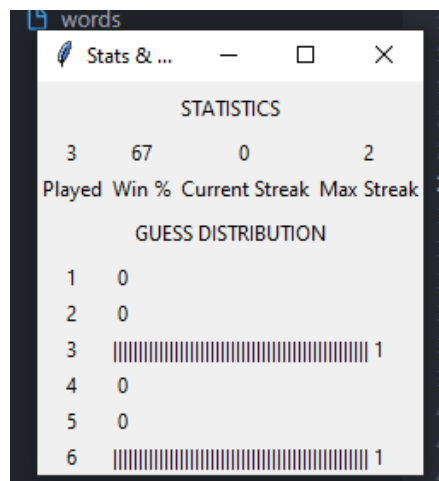 words
Stats & ...
STATISTICS
3 67 0 2
Played Win % Current Streak Max Streak
GUESS DISTRIBUTION
1 0
2 0
3 |||||||||||||||||||||||||||||||||||||||||||||||||| 1
4 0
5 0
6 |||||||||||||||||||||||||||||||||||||||||||||||||| 1